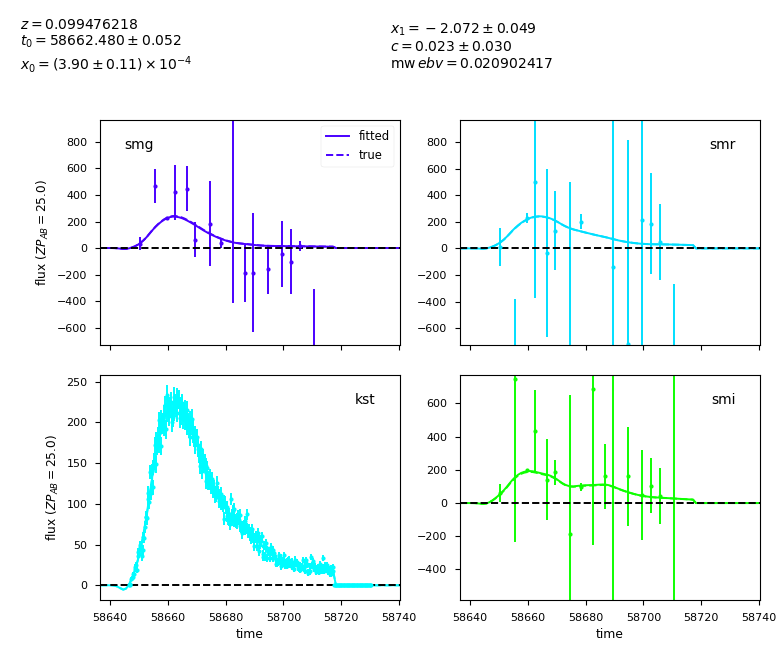 z = 0.099476218
t₀ = 58662.480 ± 0.052
x₀ = (3.90 ± 0.11) × 10⁻⁴
x₁ = −2.072 ± 0.049
c = 0.023 ± 0.030
mw ebv = 0.020902417
smg
fitted
true
800
600
400
200
0
−200
−400
−600
flux (ZP_AB = 25.0)
smr
800
600
400
200
0
−200
−400
−600
kst
250
200
150
100
50
0
flux (ZP_AB = 25.0)
58640 58660 58680 58700 58720 58740
time
smi
600
400
200
0
−200
−400
58640 58660 58680 58700 58720 58740
time